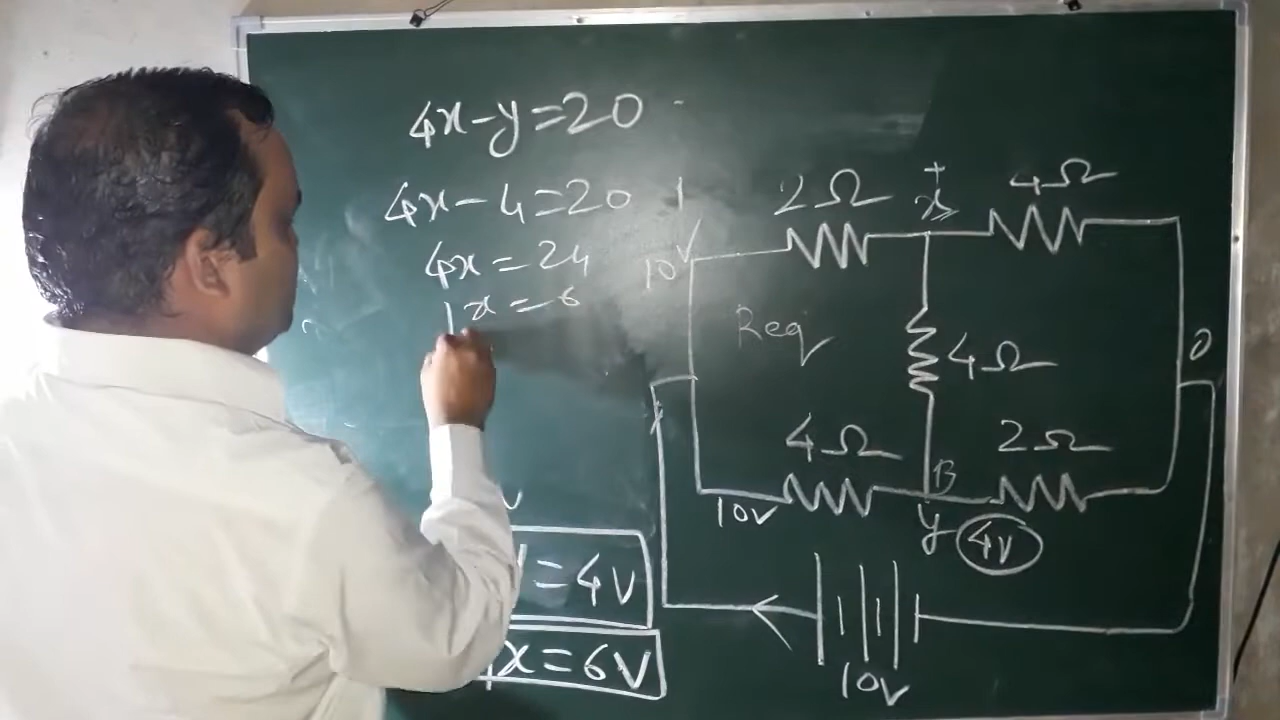 4x-y=20
4x-4=20
4x=24
x=6
=4V
x=6V
2Ω
+
x
4Ω
10V
Req
4Ω
0
4Ω
2Ω
B
10V
y
4V
10V